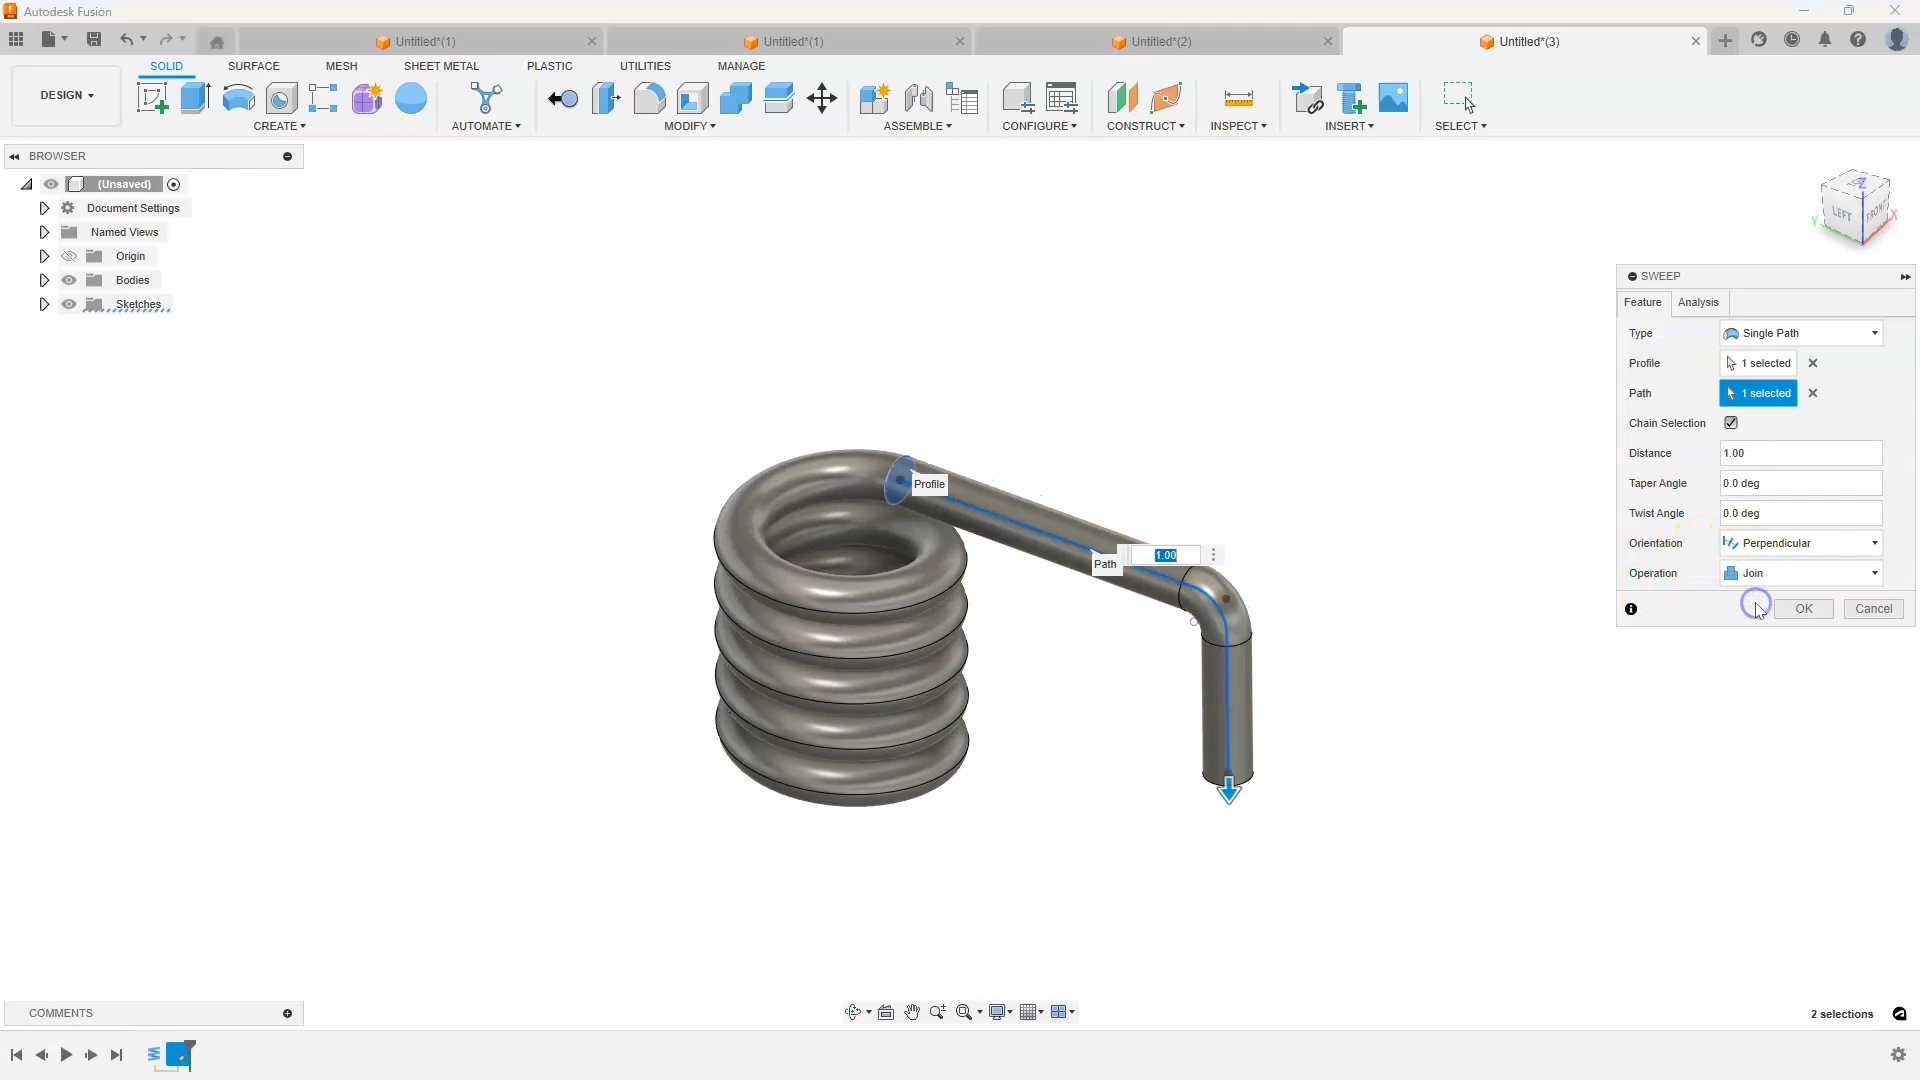 Autodesk Fusion
Untitled*(1)
Untitled*(1)
Untitled*(2)
Untitled*(3)
SOLID SURFACE MESH SHEET METAL PLASTIC UTILITIES MANAGE
DESIGN
CREATE AUTOMATE MODIFY ASSEMBLE CONFIGURE CONSTRUCT INSPECT INSERT SELECT
BROWSER
(Unsaved)
Document Settings
Named Views
Origin
Bodies
Sketches
Z
LEFT
FRONT
Y
X
SWEEP
Feature Analysis
Type Single Path
Profile 1 selected
Path 1 selected
Chain Selection
Distance 1.00
Taper Angle 0.0 deg
Twist Angle 0.0 deg
Orientation Perpendicular
Operation Join
OK Cancel
Profile
Path
1.00
COMMENTS
2 selections